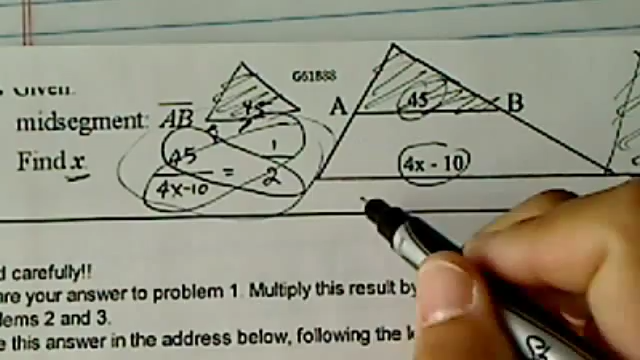 Given:
G61888
midsegment: AB
Find x
45
45
4x-10
=
1
2
A
45
B
4x - 10
d carefully!!
are your answer to problem 1. Multiply this result by
lems 2 and 3.
e this answer in the address below, following the